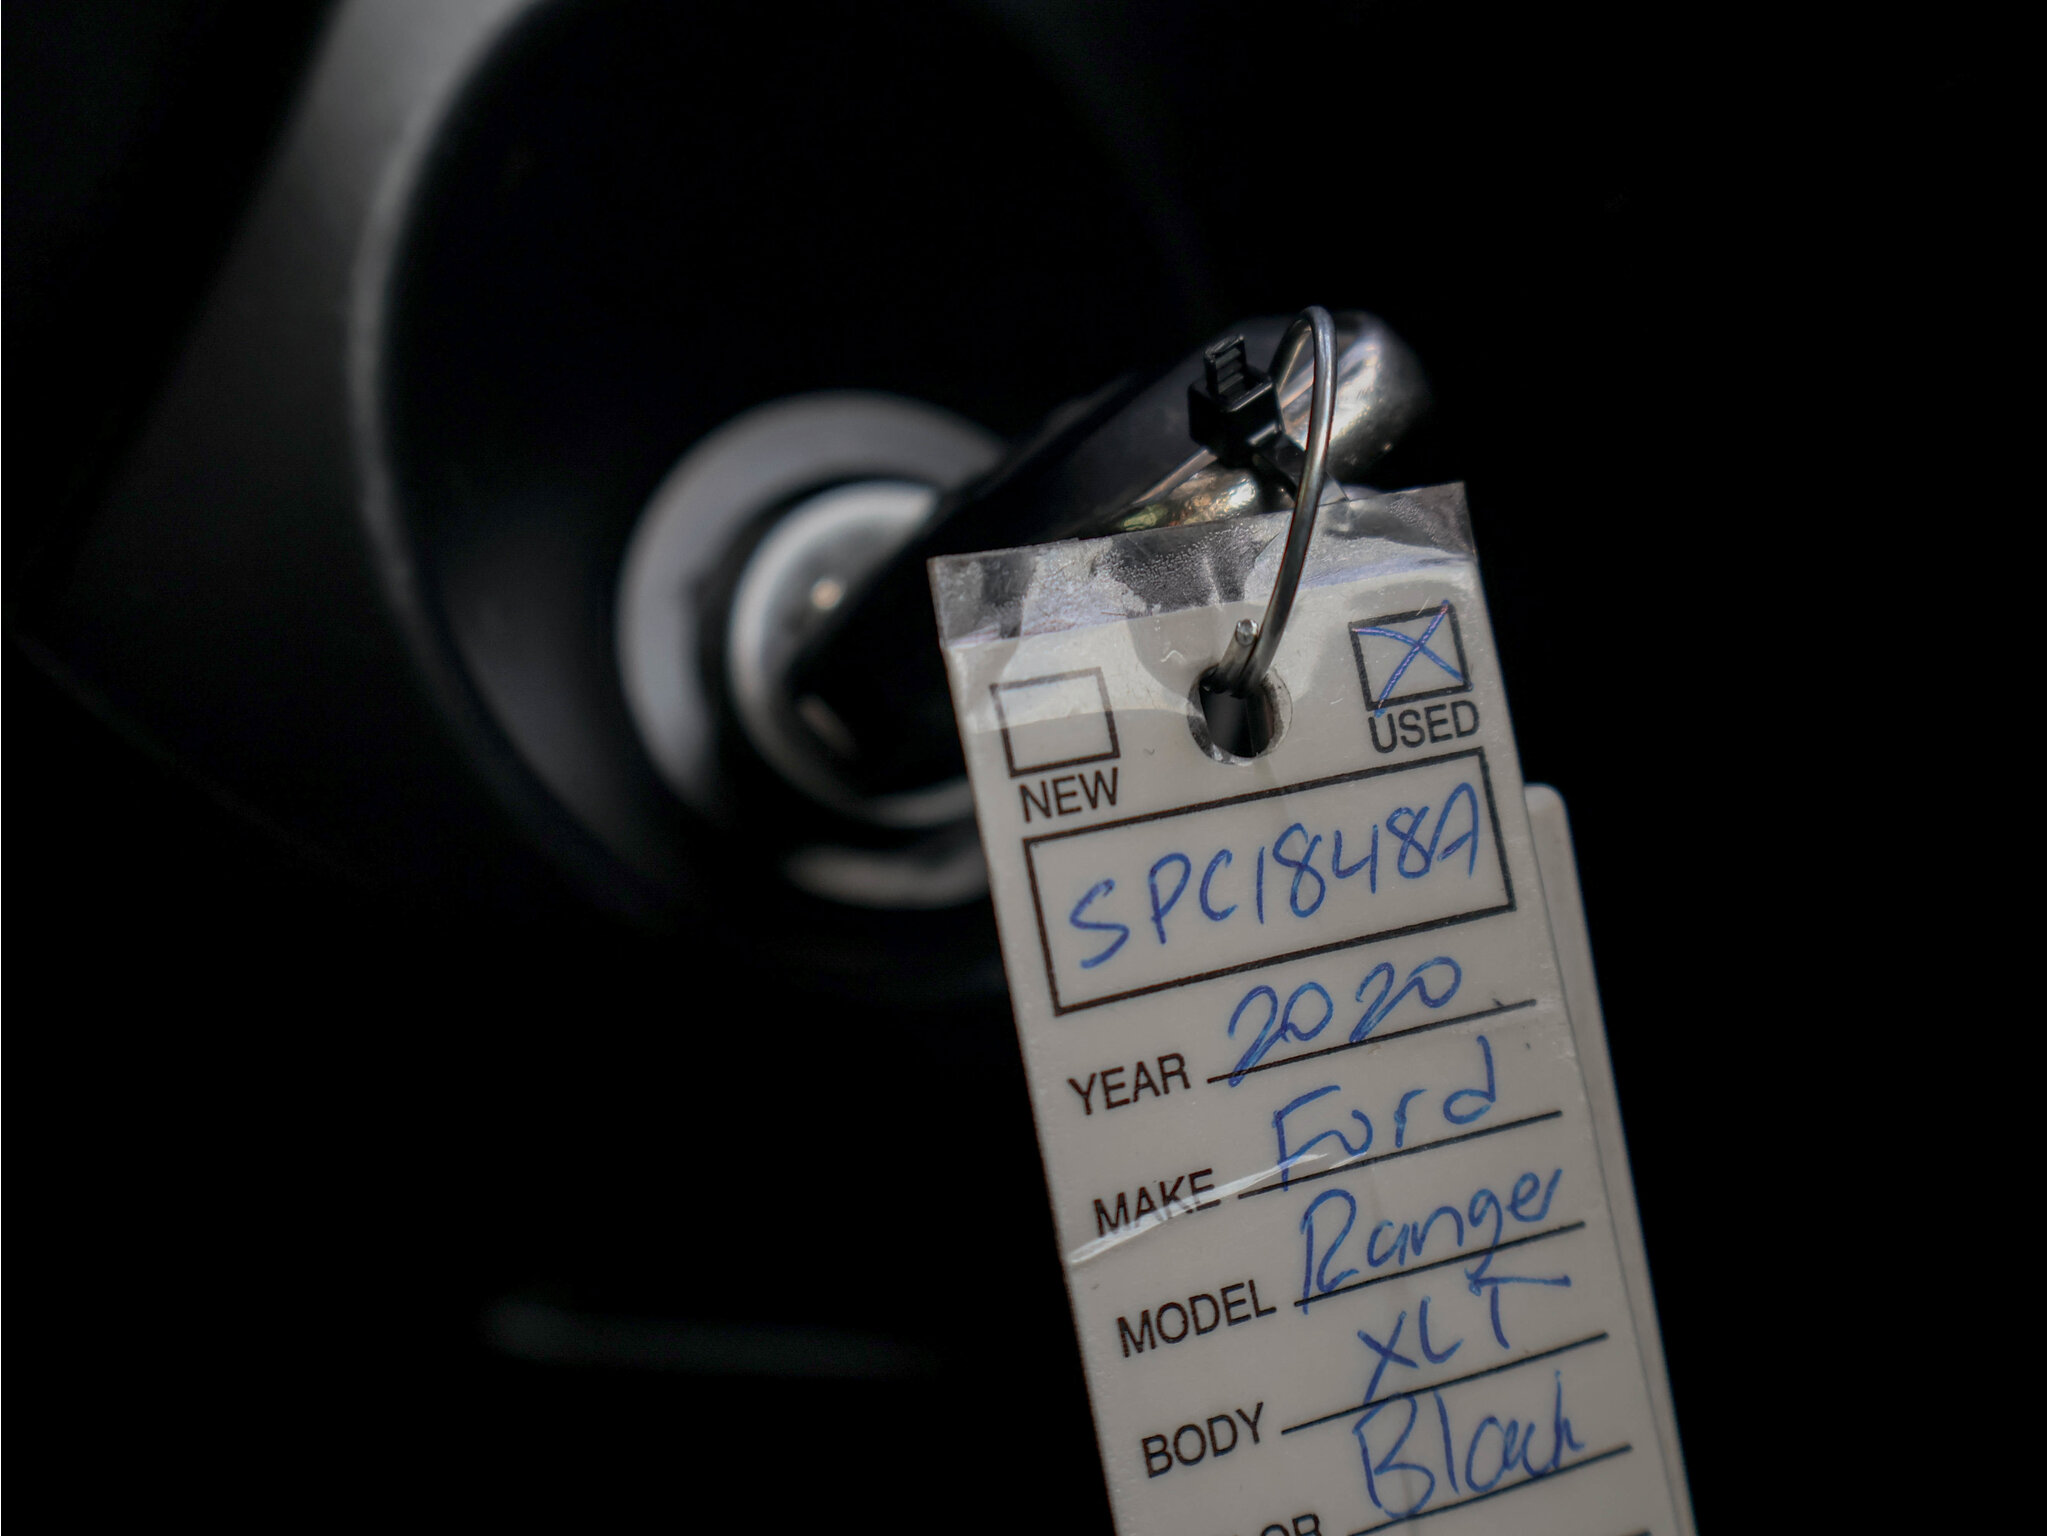 NEW USED
SPC1848A
YEAR 2020
MAKE Ford
MODEL Ranger
BODY XLT
Black